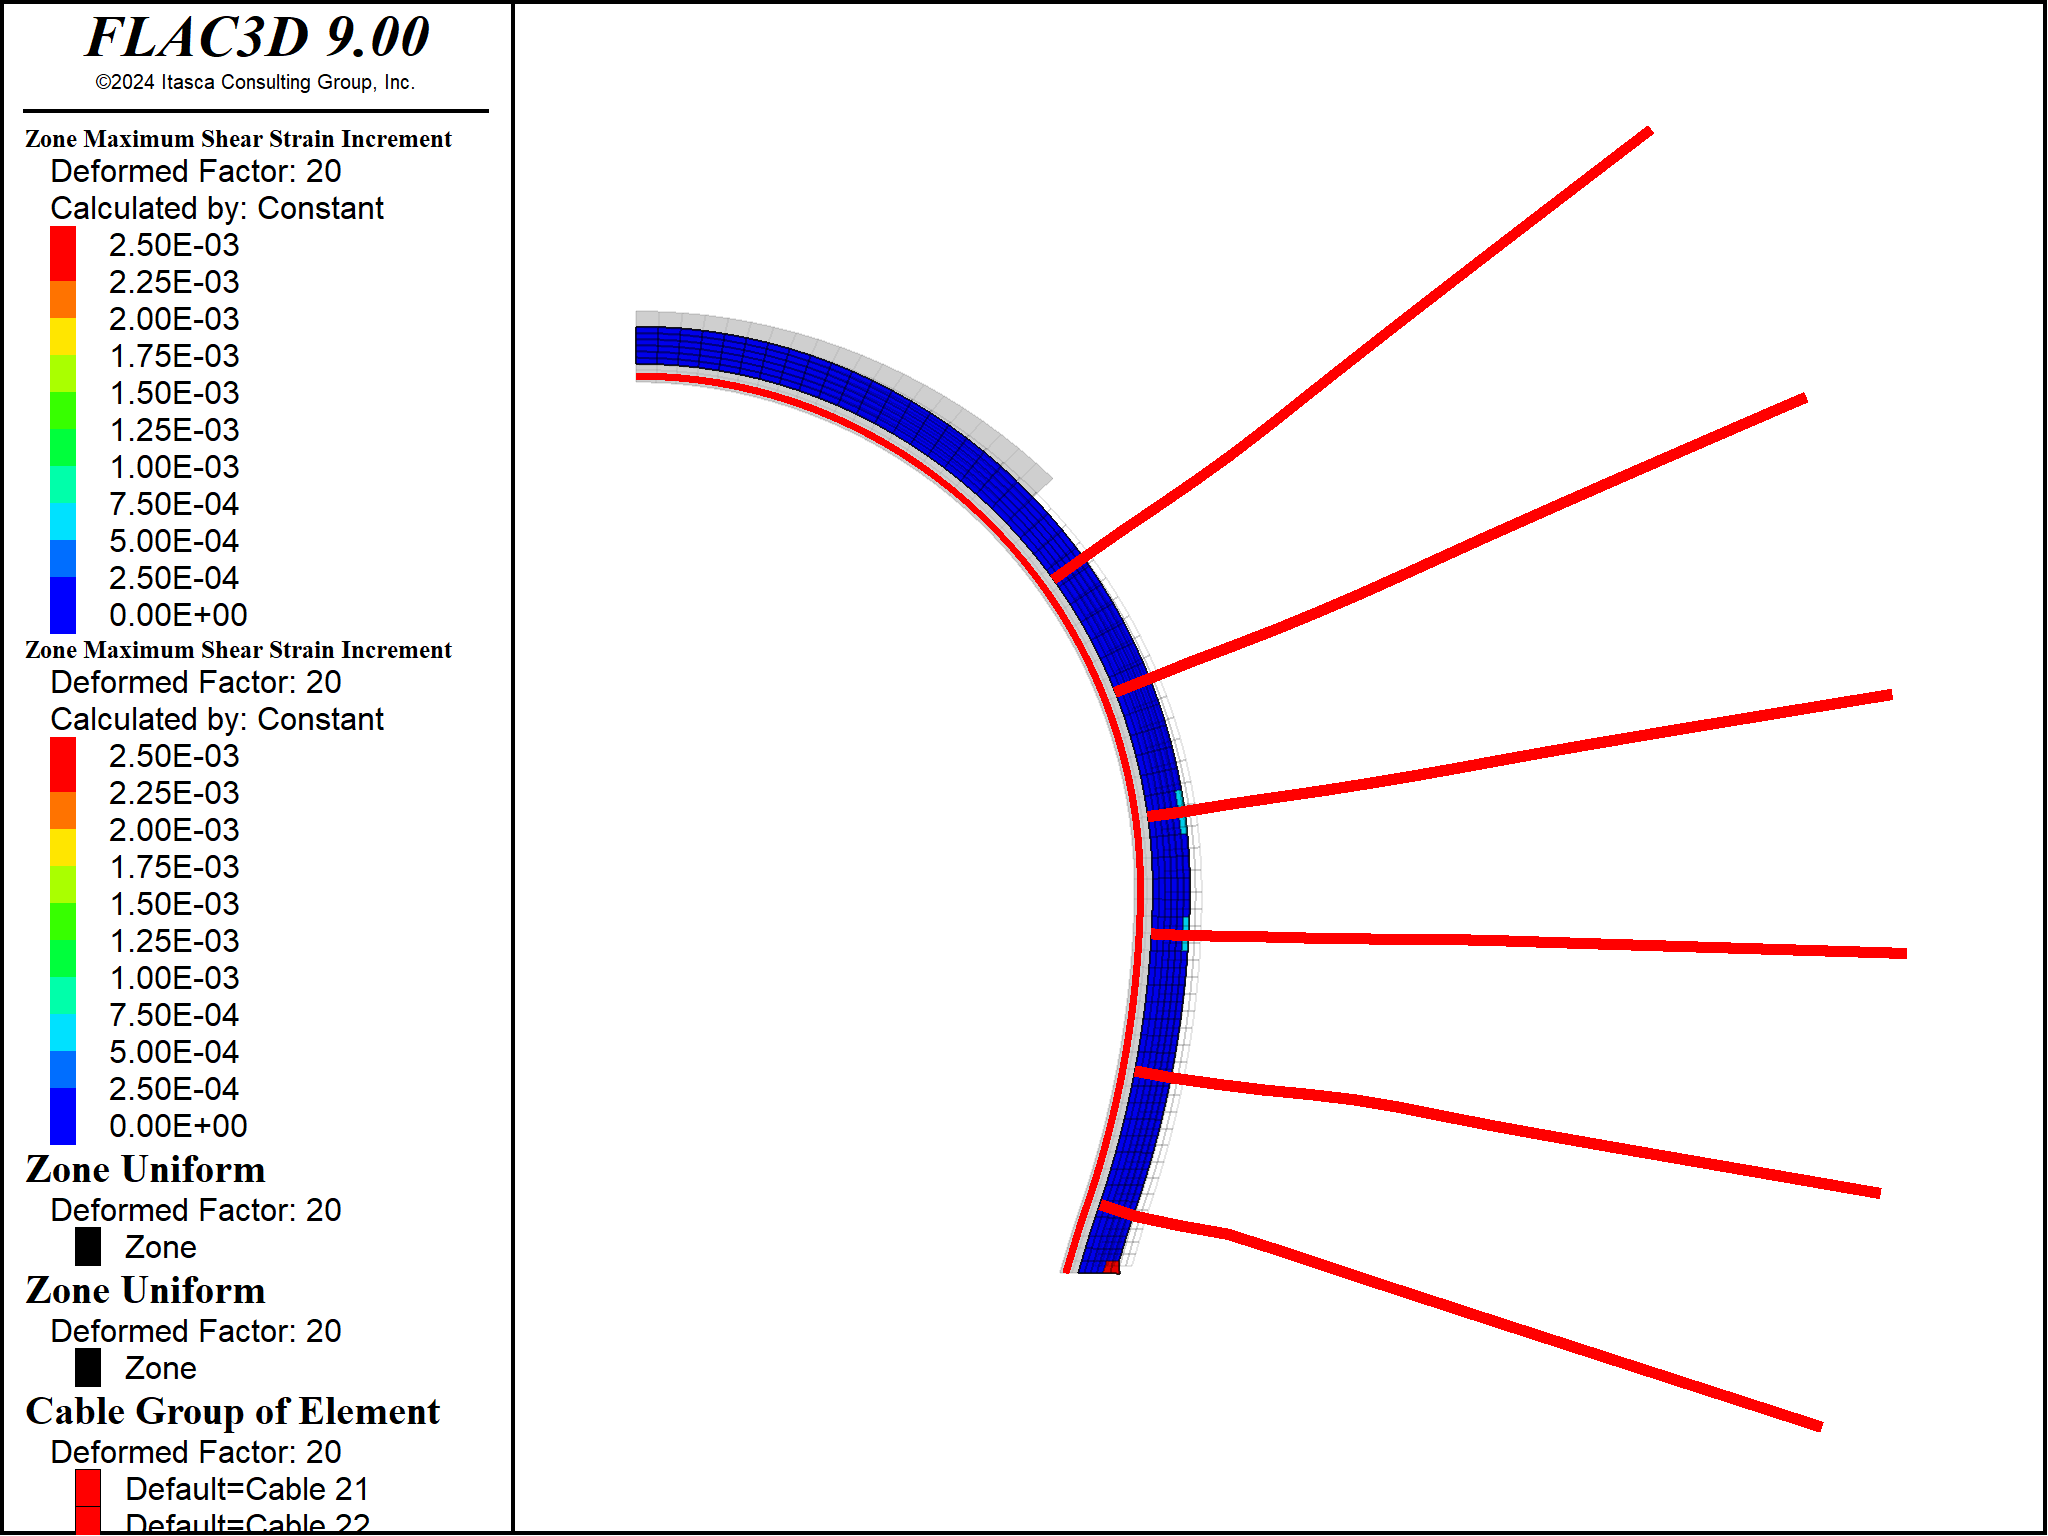 FLAC3D 9.00
©2024 Itasca Consulting Group, Inc.
Zone Maximum Shear Strain Increment
Deformed Factor: 20
Calculated by: Constant
2.50E-03
2.25E-03
2.00E-03
1.75E-03
1.50E-03
1.25E-03
1.00E-03
7.50E-04
5.00E-04
2.50E-04
0.00E+00
Zone Maximum Shear Strain Increment
Deformed Factor: 20
Calculated by: Constant
2.50E-03
2.25E-03
2.00E-03
1.75E-03
1.50E-03
1.25E-03
1.00E-03
7.50E-04
5.00E-04
2.50E-04
0.00E+00
Zone Uniform
Deformed Factor: 20
Zone
Zone Uniform
Deformed Factor: 20
Zone
Cable Group of Element
Deformed Factor: 20
Default=Cable 21
Default=Cable 22